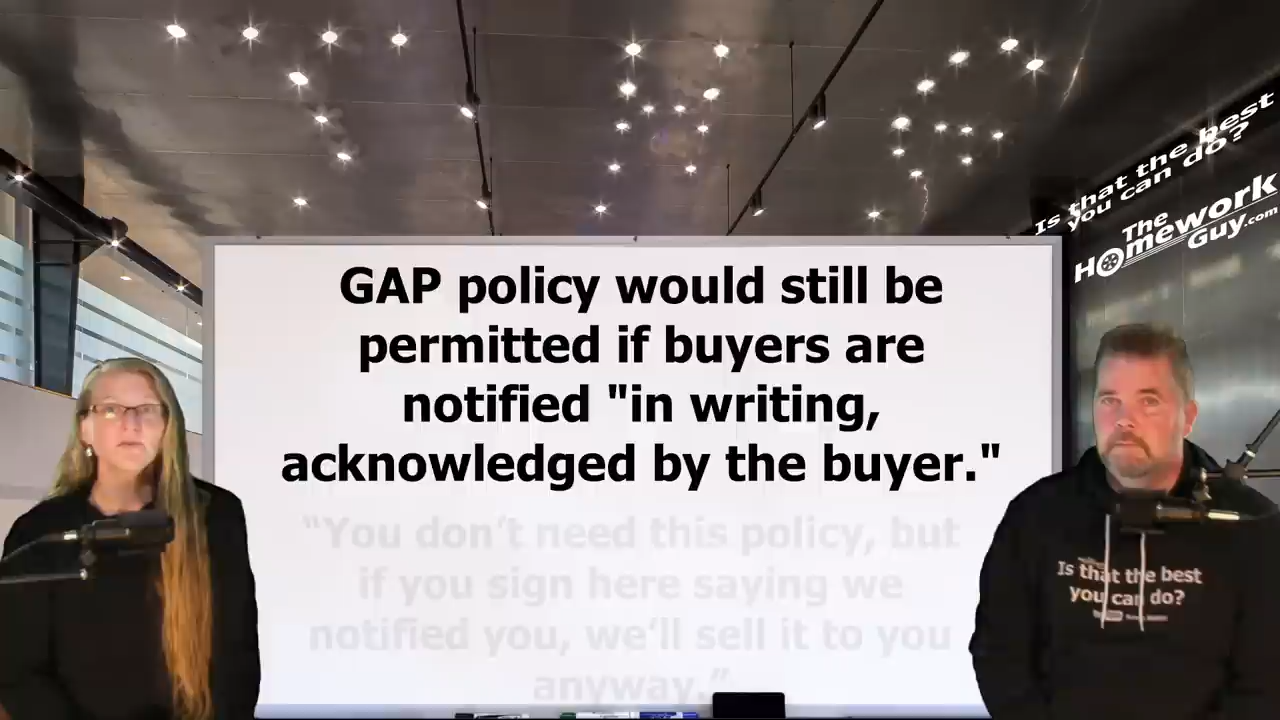 Is that the best
you can do?
The
Homework
Guy.com
GAP policy would still be
permitted if buyers are
notified "in writing,
acknowledged by the buyer."
“You don’t need this policy, but
if you sign here saying we
notified you, we’ll sell it to you
anyway.”
Is that the best
you can do?